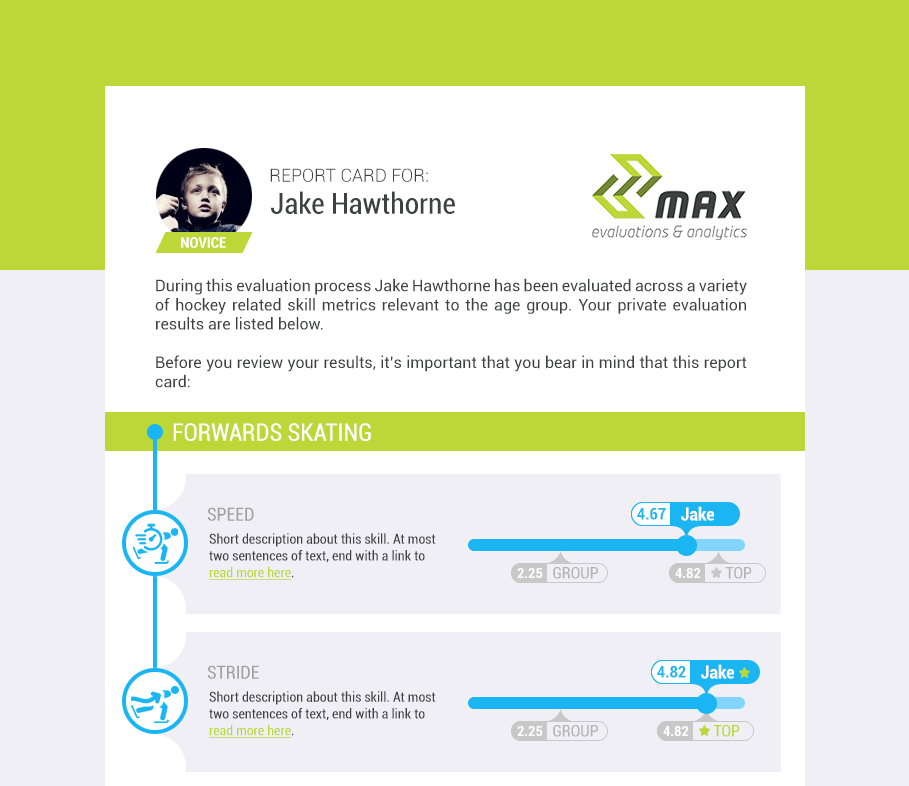 REPORT CARD FOR:
Jake Hawthorne
NOVICE
MAX
evaluations & analytics
During this evaluation process Jake Hawthorne has been evaluated across a variety
of hockey related skill metrics relevant to the age group. Your private evaluation
results are listed below.
Before you review your results, it's important that you bear in mind that this report
card:
FORWARDS SKATING
SPEED
Short description about this skill. At most
two sentences of text, end with a link to
read more here.
4.67 Jake
2.25 GROUP
4.82 TOP
STRIDE
Short description about this skill. At most
two sentences of text, end with a link to
read more here.
4.82 Jake
2.25 GROUP
4.82 TOP